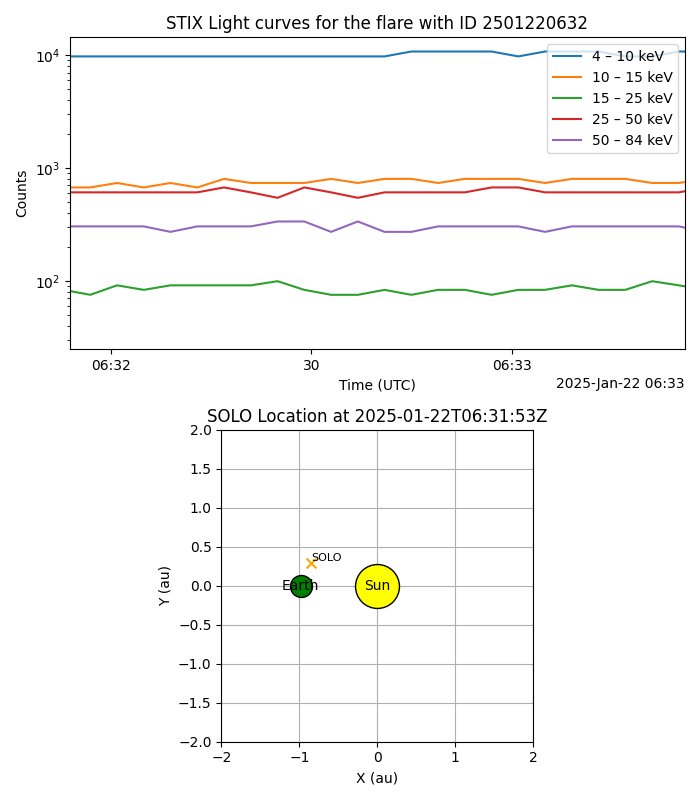 STIX Light curves for the flare with ID 2501220632
10⁴
10³
10²
Counts
4 – 10 keV
10 – 15 keV
15 – 25 keV
25 – 50 keV
50 – 84 keV
06:32
30
06:33
Time (UTC)
2025-Jan-22 06:33
SOLO Location at 2025-01-22T06:31:53Z
2.0
1.5
1.0
0.5
0.0
−0.5
−1.0
−1.5
−2.0
Y (au)
SOLO
Earth
Sun
−2
−1
0
1
2
X (au)